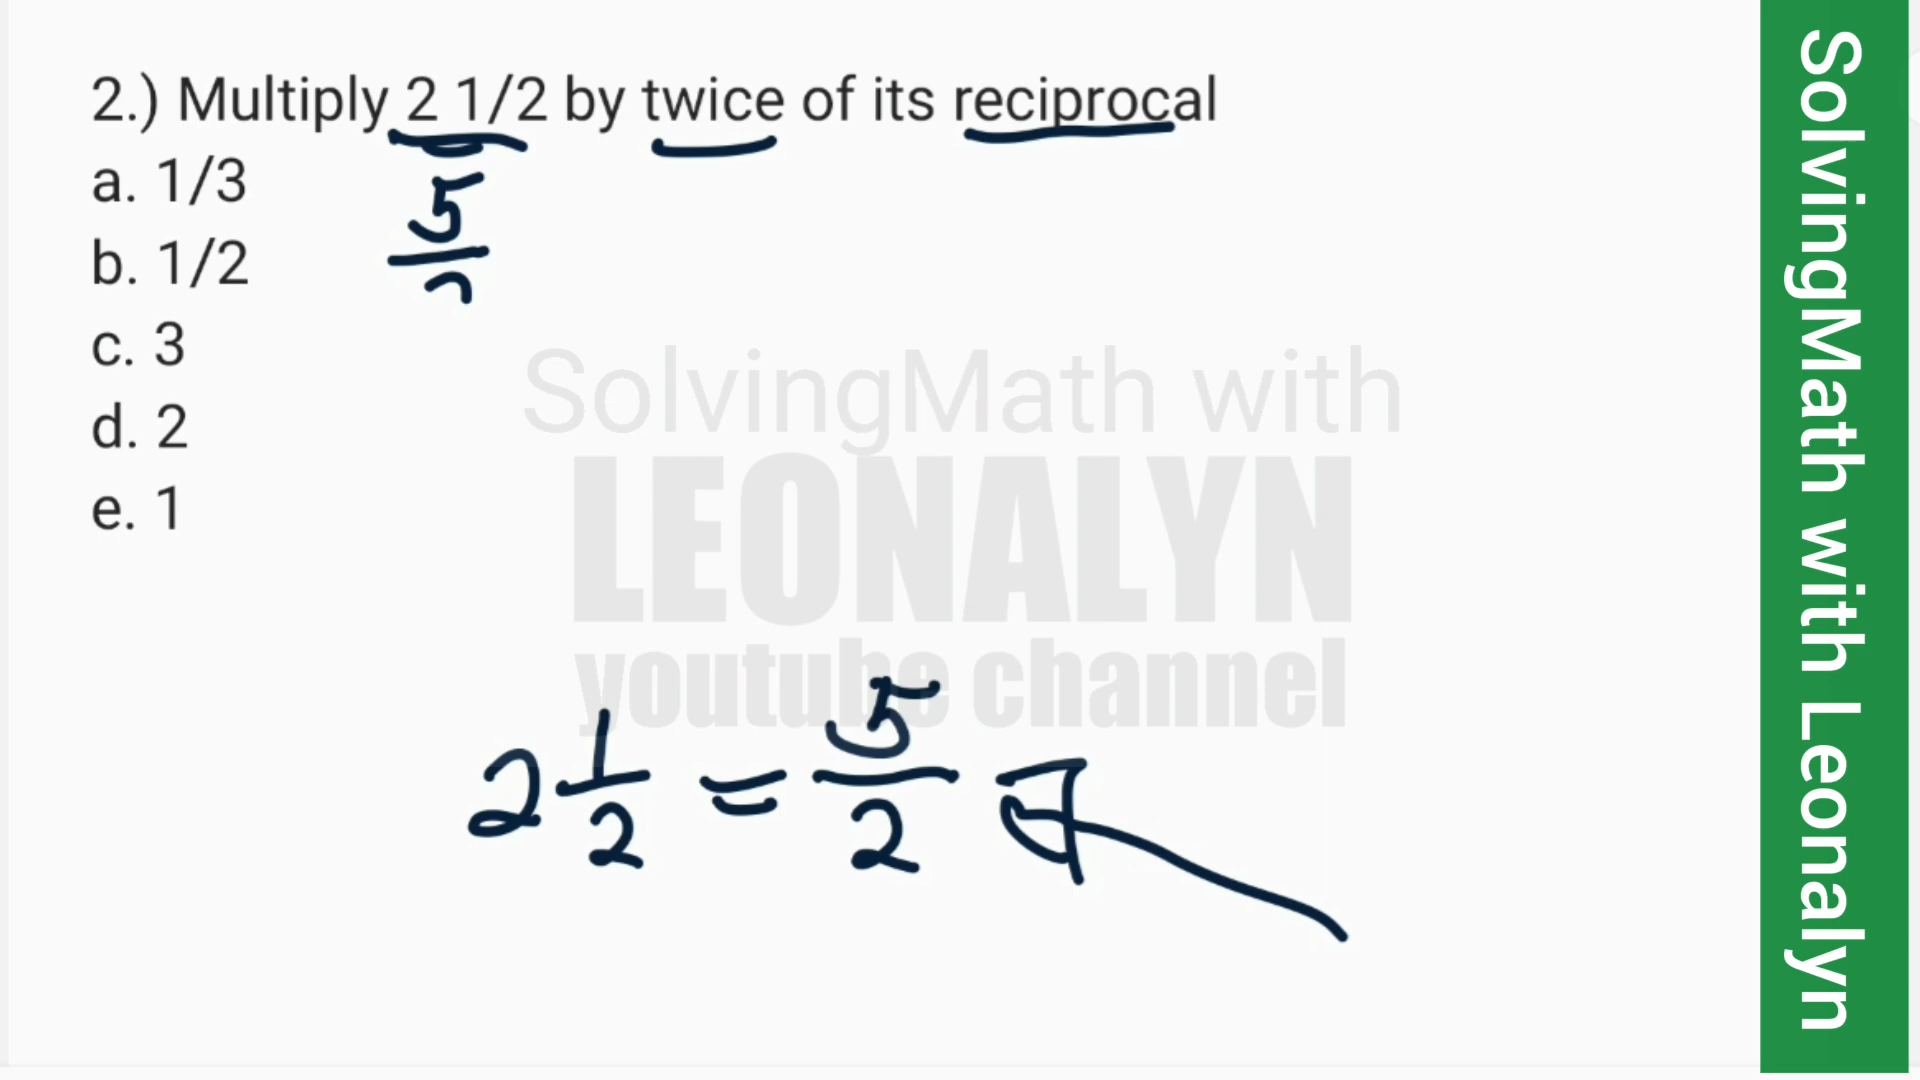 2.) Multiply 2 1/2 by twice of its reciprocal
a. 1/3
5/2
b. 1/2
c. 3
d. 2
e. 1
SolvingMath with
LEONALYN
youtube channel
2 1/2 = 5/2
SolvingMath with Leonalyn